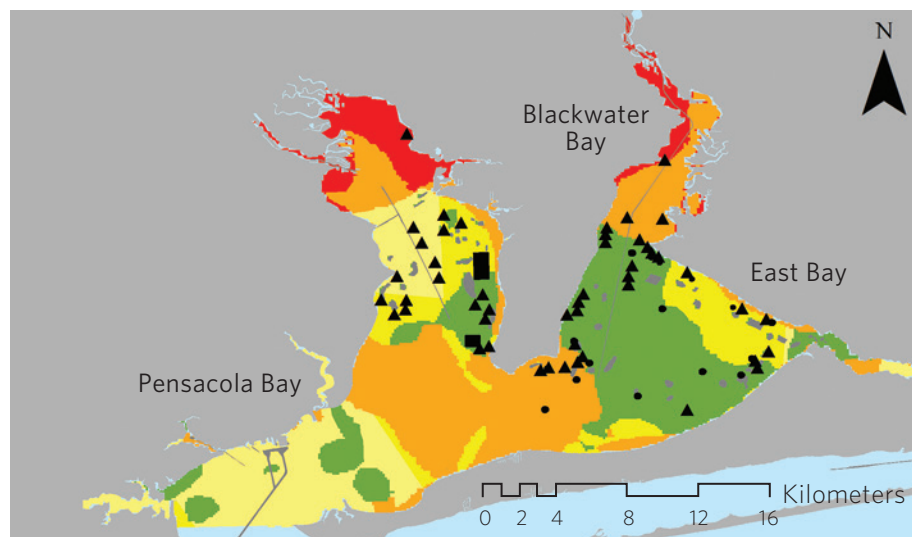 N
Blackwater
Bay
East Bay
Pensacola Bay
Kilometers
0 2 4 8 12 16